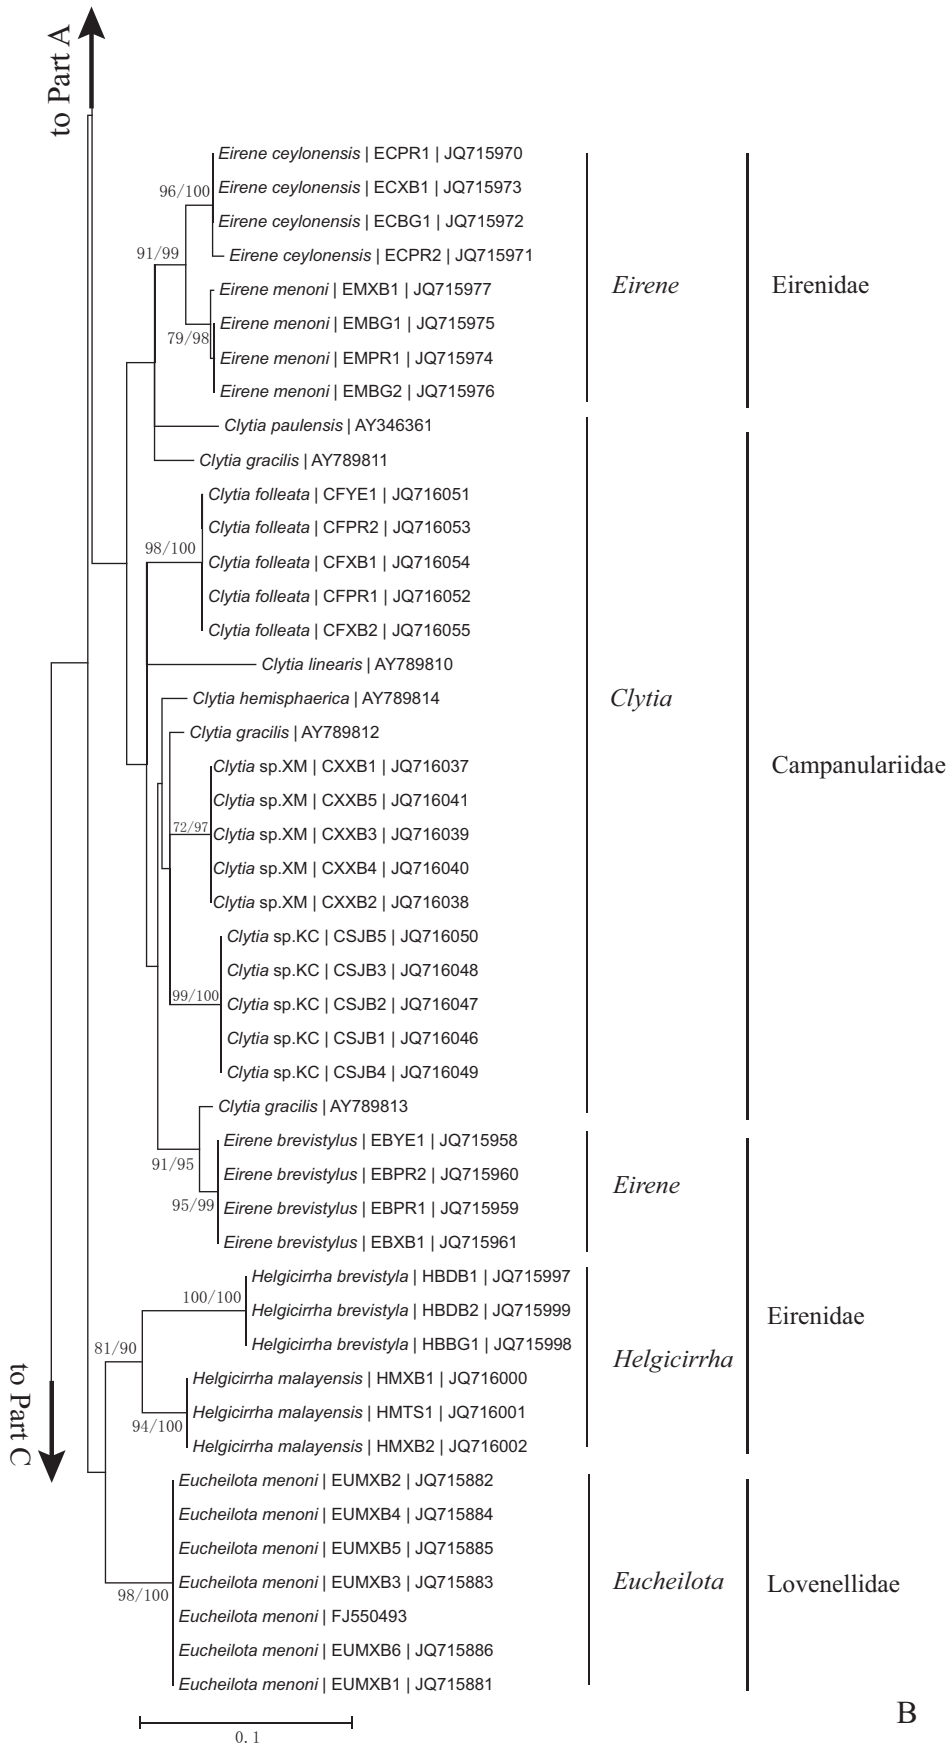 to Part A
Eirene ceylonensis | ECPR1 | JQ715970
Eirene ceylonensis | ECXB1 | JQ715973
96/100
Eirene ceylonensis | ECBG1 | JQ715972
Eirene ceylonensis | ECPR2 | JQ715971
91/99
Eirene menoni | EMXB1 | JQ715977
Eirene menoni | EMBG1 | JQ715975
79/98
Eirene menoni | EMPR1 | JQ715974
Eirene menoni | EMBG2 | JQ715976
Eirene
Eirenidae
Clytia paulensis | AY346361
Clytia gracilis | AY789811
Clytia folleata | CFYE1 | JQ716051
Clytia folleata | CFPR2 | JQ716053
98/100
Clytia folleata | CFXB1 | JQ716054
Clytia folleata | CFPR1 | JQ716052
Clytia folleata | CFXB2 | JQ716055
Clytia linearis | AY789810
Clytia hemisphaerica | AY789814
Clytia gracilis | AY789812
Clytia sp.XM | CXXB1 | JQ716037
Clytia sp.XM | CXXB5 | JQ716041
72/97
Clytia sp.XM | CXXB3 | JQ716039
Clytia sp.XM | CXXB4 | JQ716040
Clytia sp.XM | CXXB2 | JQ716038
Clytia sp.KC | CSJB5 | JQ716050
Clytia sp.KC | CSJB3 | JQ716048
99/100
Clytia sp.KC | CSJB2 | JQ716047
Clytia sp.KC | CSJB1 | JQ716046
Clytia sp.KC | CSJB4 | JQ716049
Clytia gracilis | AY789813
Clytia
Campanulariidae
Eirene brevistylus | EBYE1 | JQ715958
91/95
Eirene brevistylus | EBPR2 | JQ715960
95/99
Eirene brevistylus | EBPR1 | JQ715959
Eirene brevistylus | EBXB1 | JQ715961
Eirene
Helgicirrha brevistyla | HBDB1 | JQ715997
100/100
Helgicirrha brevistyla | HBDB2 | JQ715999
Helgicirrha brevistyla | HBBG1 | JQ715998
81/90
Helgicirrha malayensis | HMXB1 | JQ716000
94/100
Helgicirrha malayensis | HMTS1 | JQ716001
Helgicirrha malayensis | HMXB2 | JQ716002
Helgicirrha
Eirenidae
to Part C
Eucheilota menoni | EUMXB2 | JQ715882
Eucheilota menoni | EUMXB4 | JQ715884
Eucheilota menoni | EUMXB5 | JQ715885
98/100
Eucheilota menoni | EUMXB3 | JQ715883
Eucheilota menoni | FJ550493
Eucheilota menoni | EUMXB6 | JQ715886
Eucheilota menoni | EUMXB1 | JQ715881
Eucheilota
Lovenellidae
0.1
B